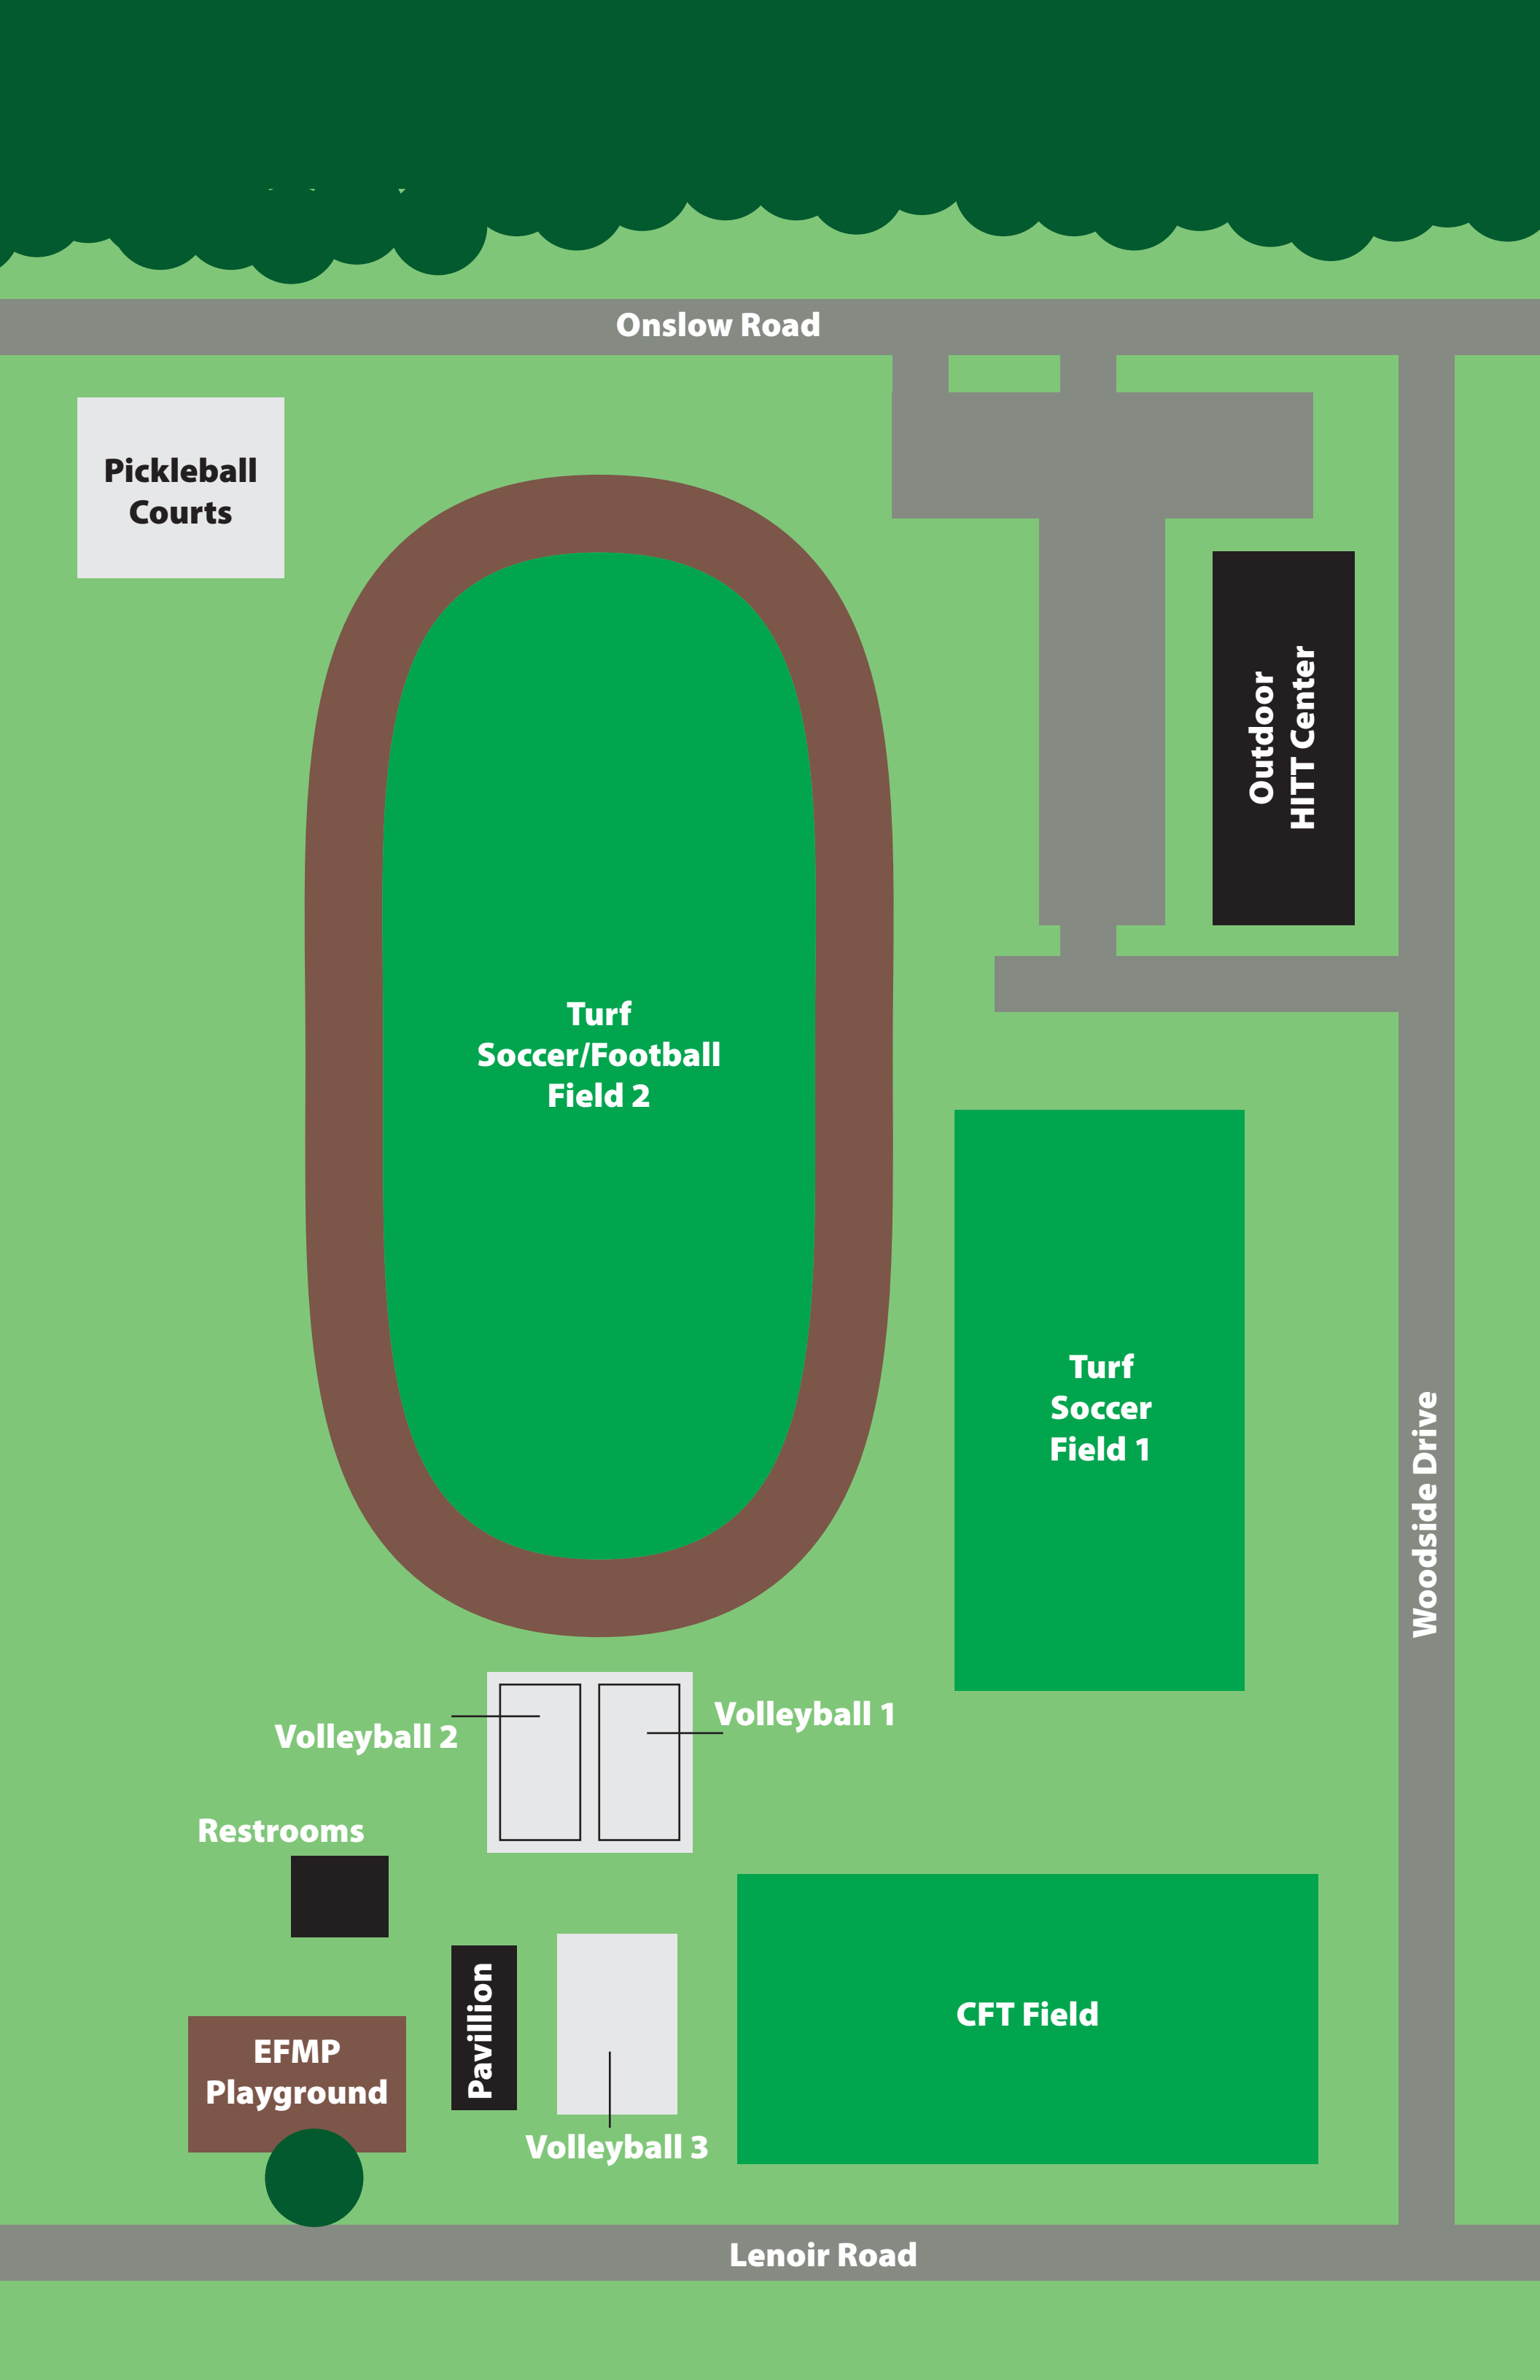 Onslow Road
Pickleball
Courts
Outdoor
HITT Center
Turf
Soccer/Football
Field 2
Turf
Soccer
Field 1
Woodside Drive
Volleyball 1
Volleyball 2
Restrooms
Pavillion
CFT Field
EFMP
Playground
Volleyball 3
Lenoir Road